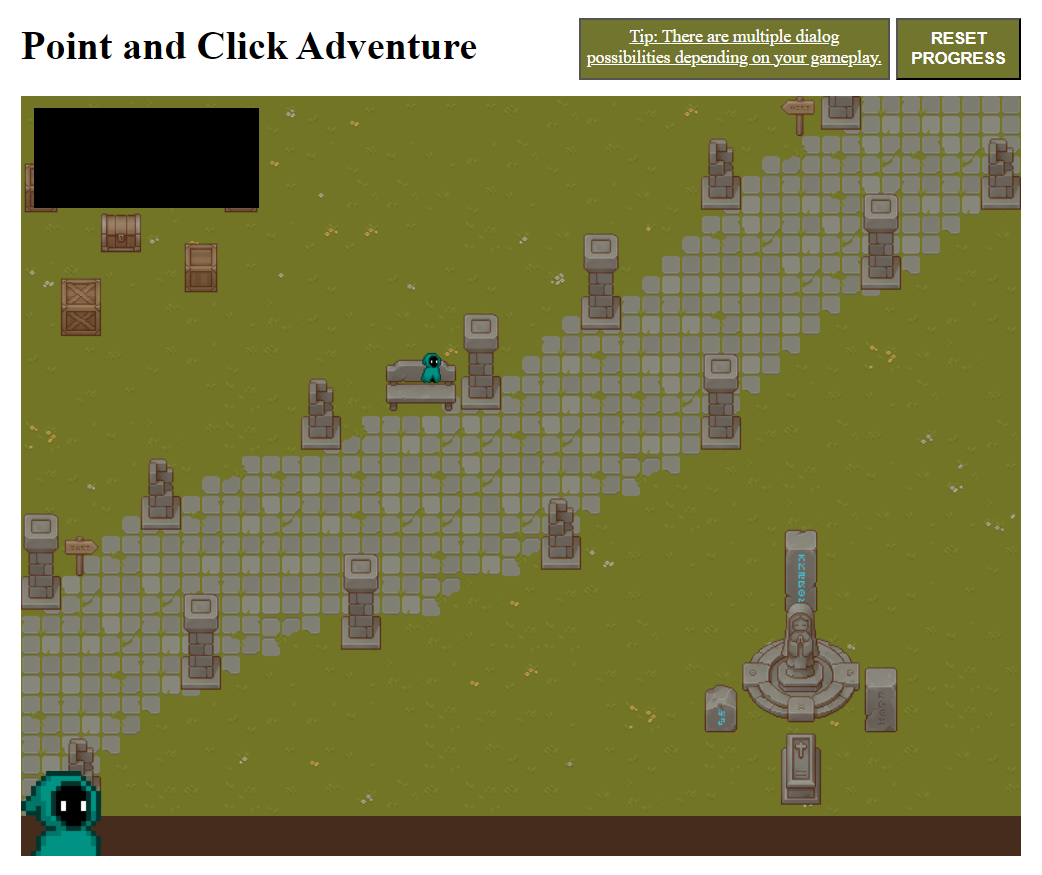 Point and Click Adventure
Tip: There are multiple dialog
possibilities depending on your gameplay.
RESET
PROGRESS